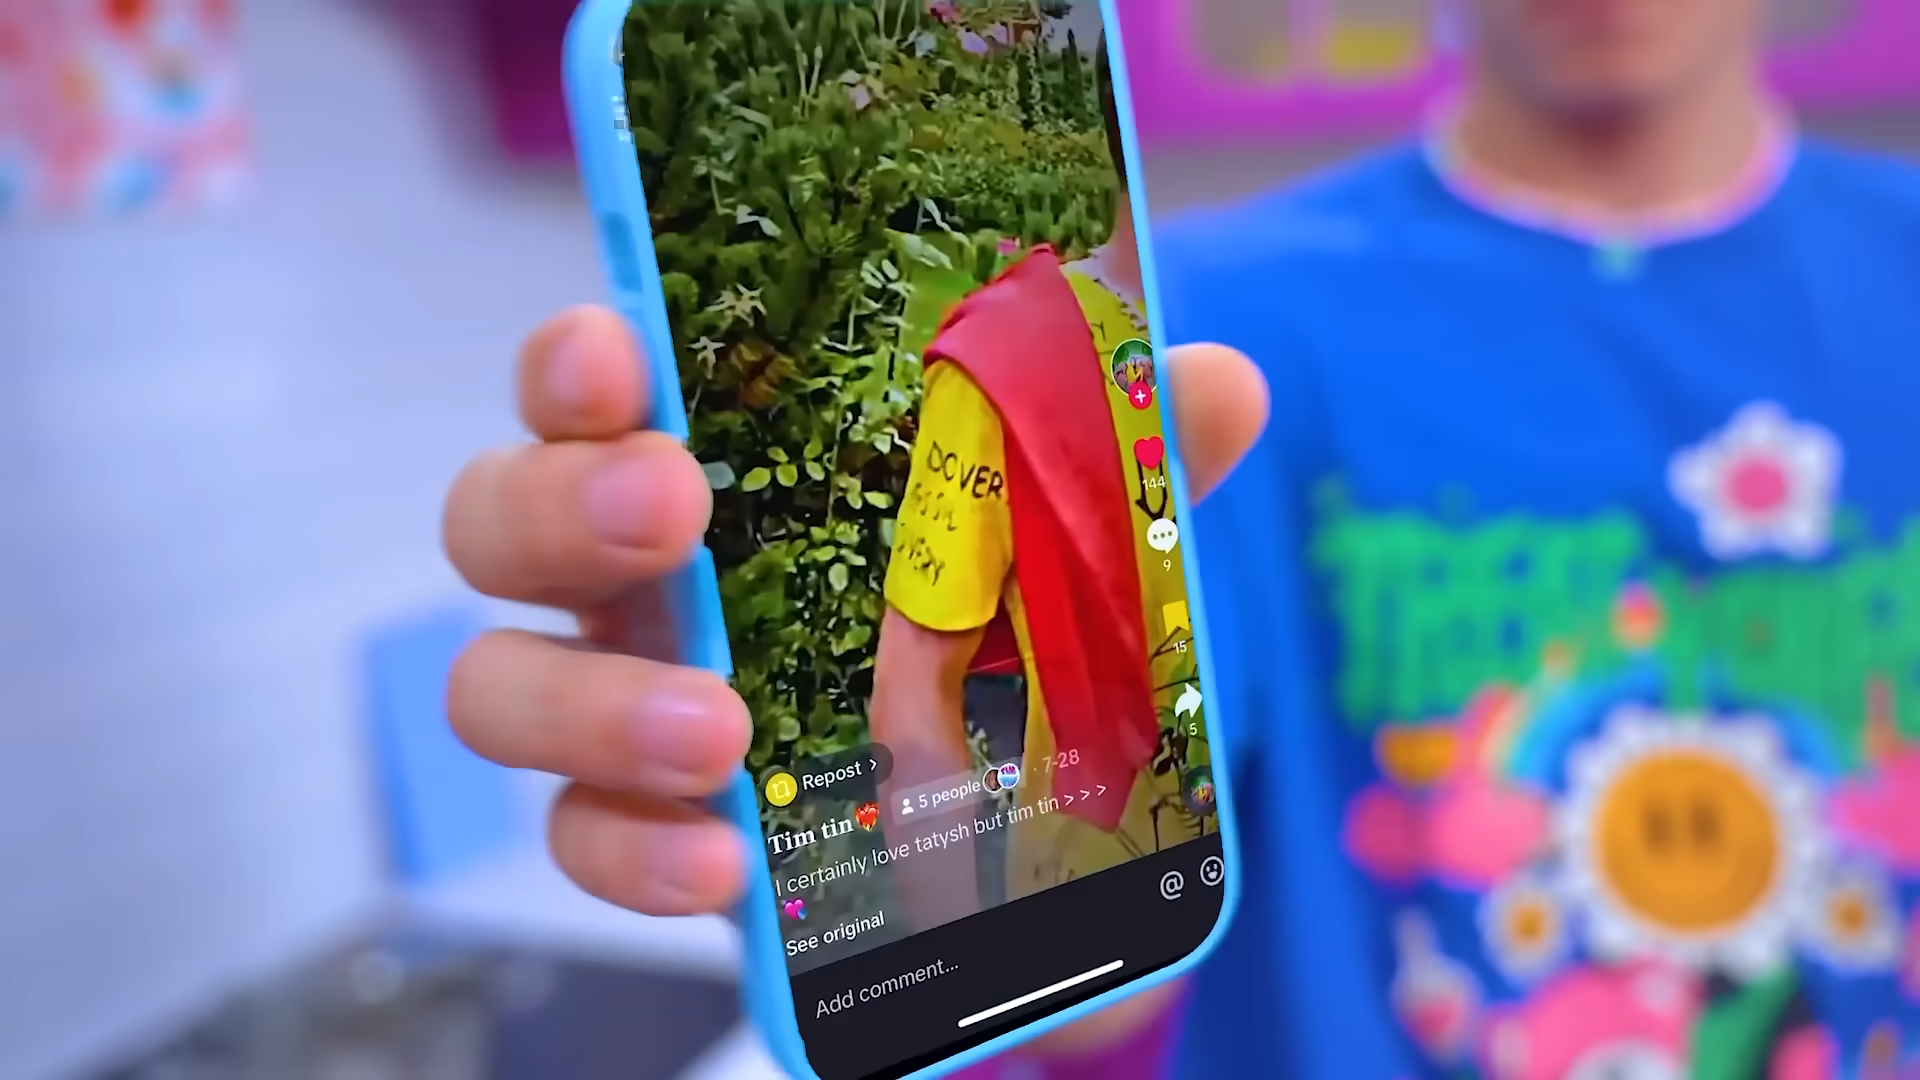 DOVER
144
9
15
5
Repost >
Tim tin❤️‍🔥
5 people
· 7-28
I certainly love tatysh but tim tin > > >
💘
See original
Add comment...
@